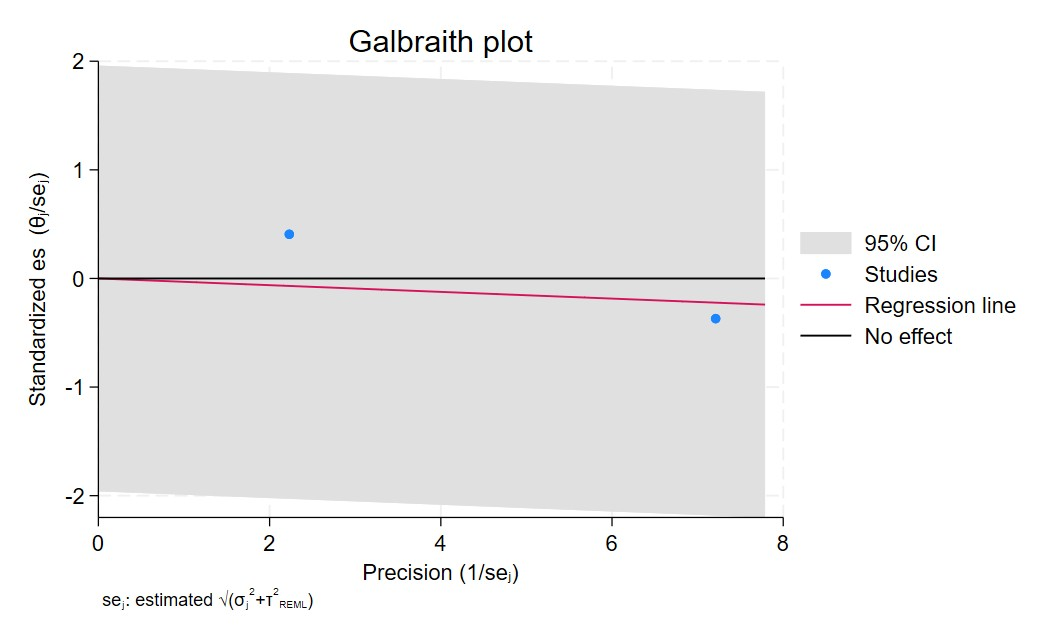 Galbraith plot
Standardized es (θⱼ/seⱼ)
2
1
0
-1
-2
0 2 4 6 8
Precision (1/seⱼ)
95% CI
Studies
Regression line
No effect
seⱼ: estimated √(σⱼ²+τ²REML)